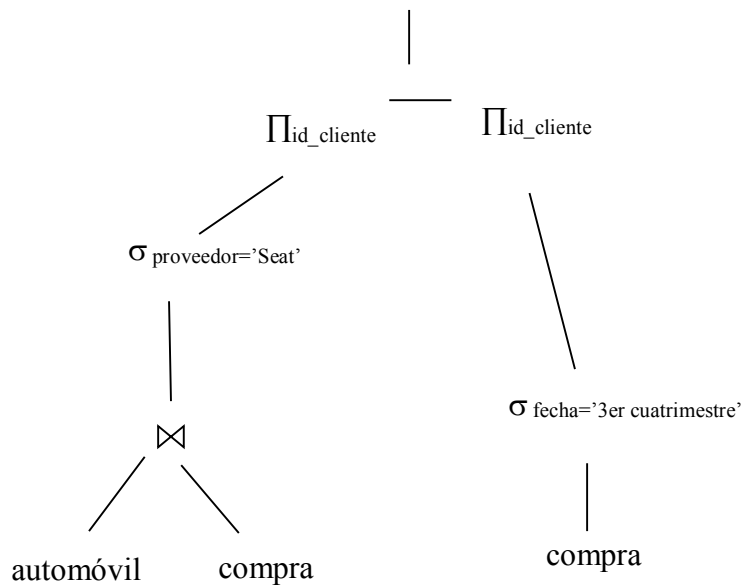 ∏id_cliente — ∏id_cliente
σ proveedor=’Seat’
σ fecha=’3er cuatrimestre’
⋈
automóvil compra compra